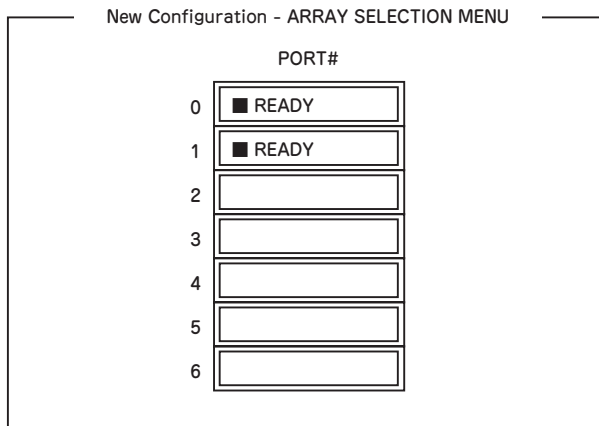 New Configuration - ARRAY SELECTION MENU
PORT#
0 ■ READY
1 ■ READY
2
3
4
5
6